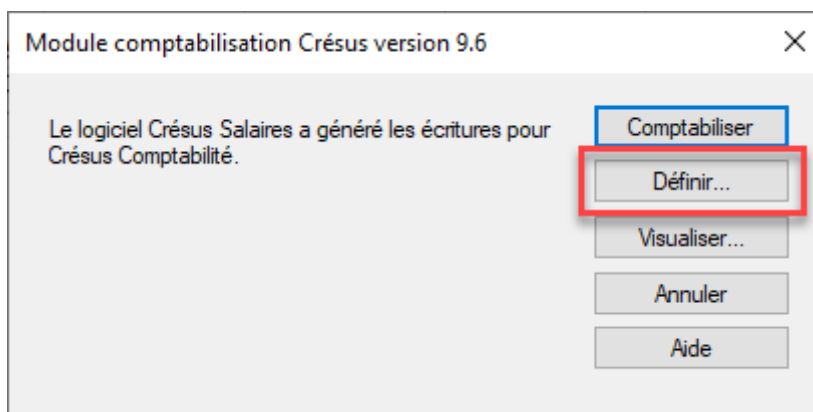 Module comptabilisation Crésus version 9.6
Le logiciel Crésus Salaires a généré les écritures pour
Crésus Comptabilité.
Comptabiliser
Définir...
Visualiser...
Annuler
Aide